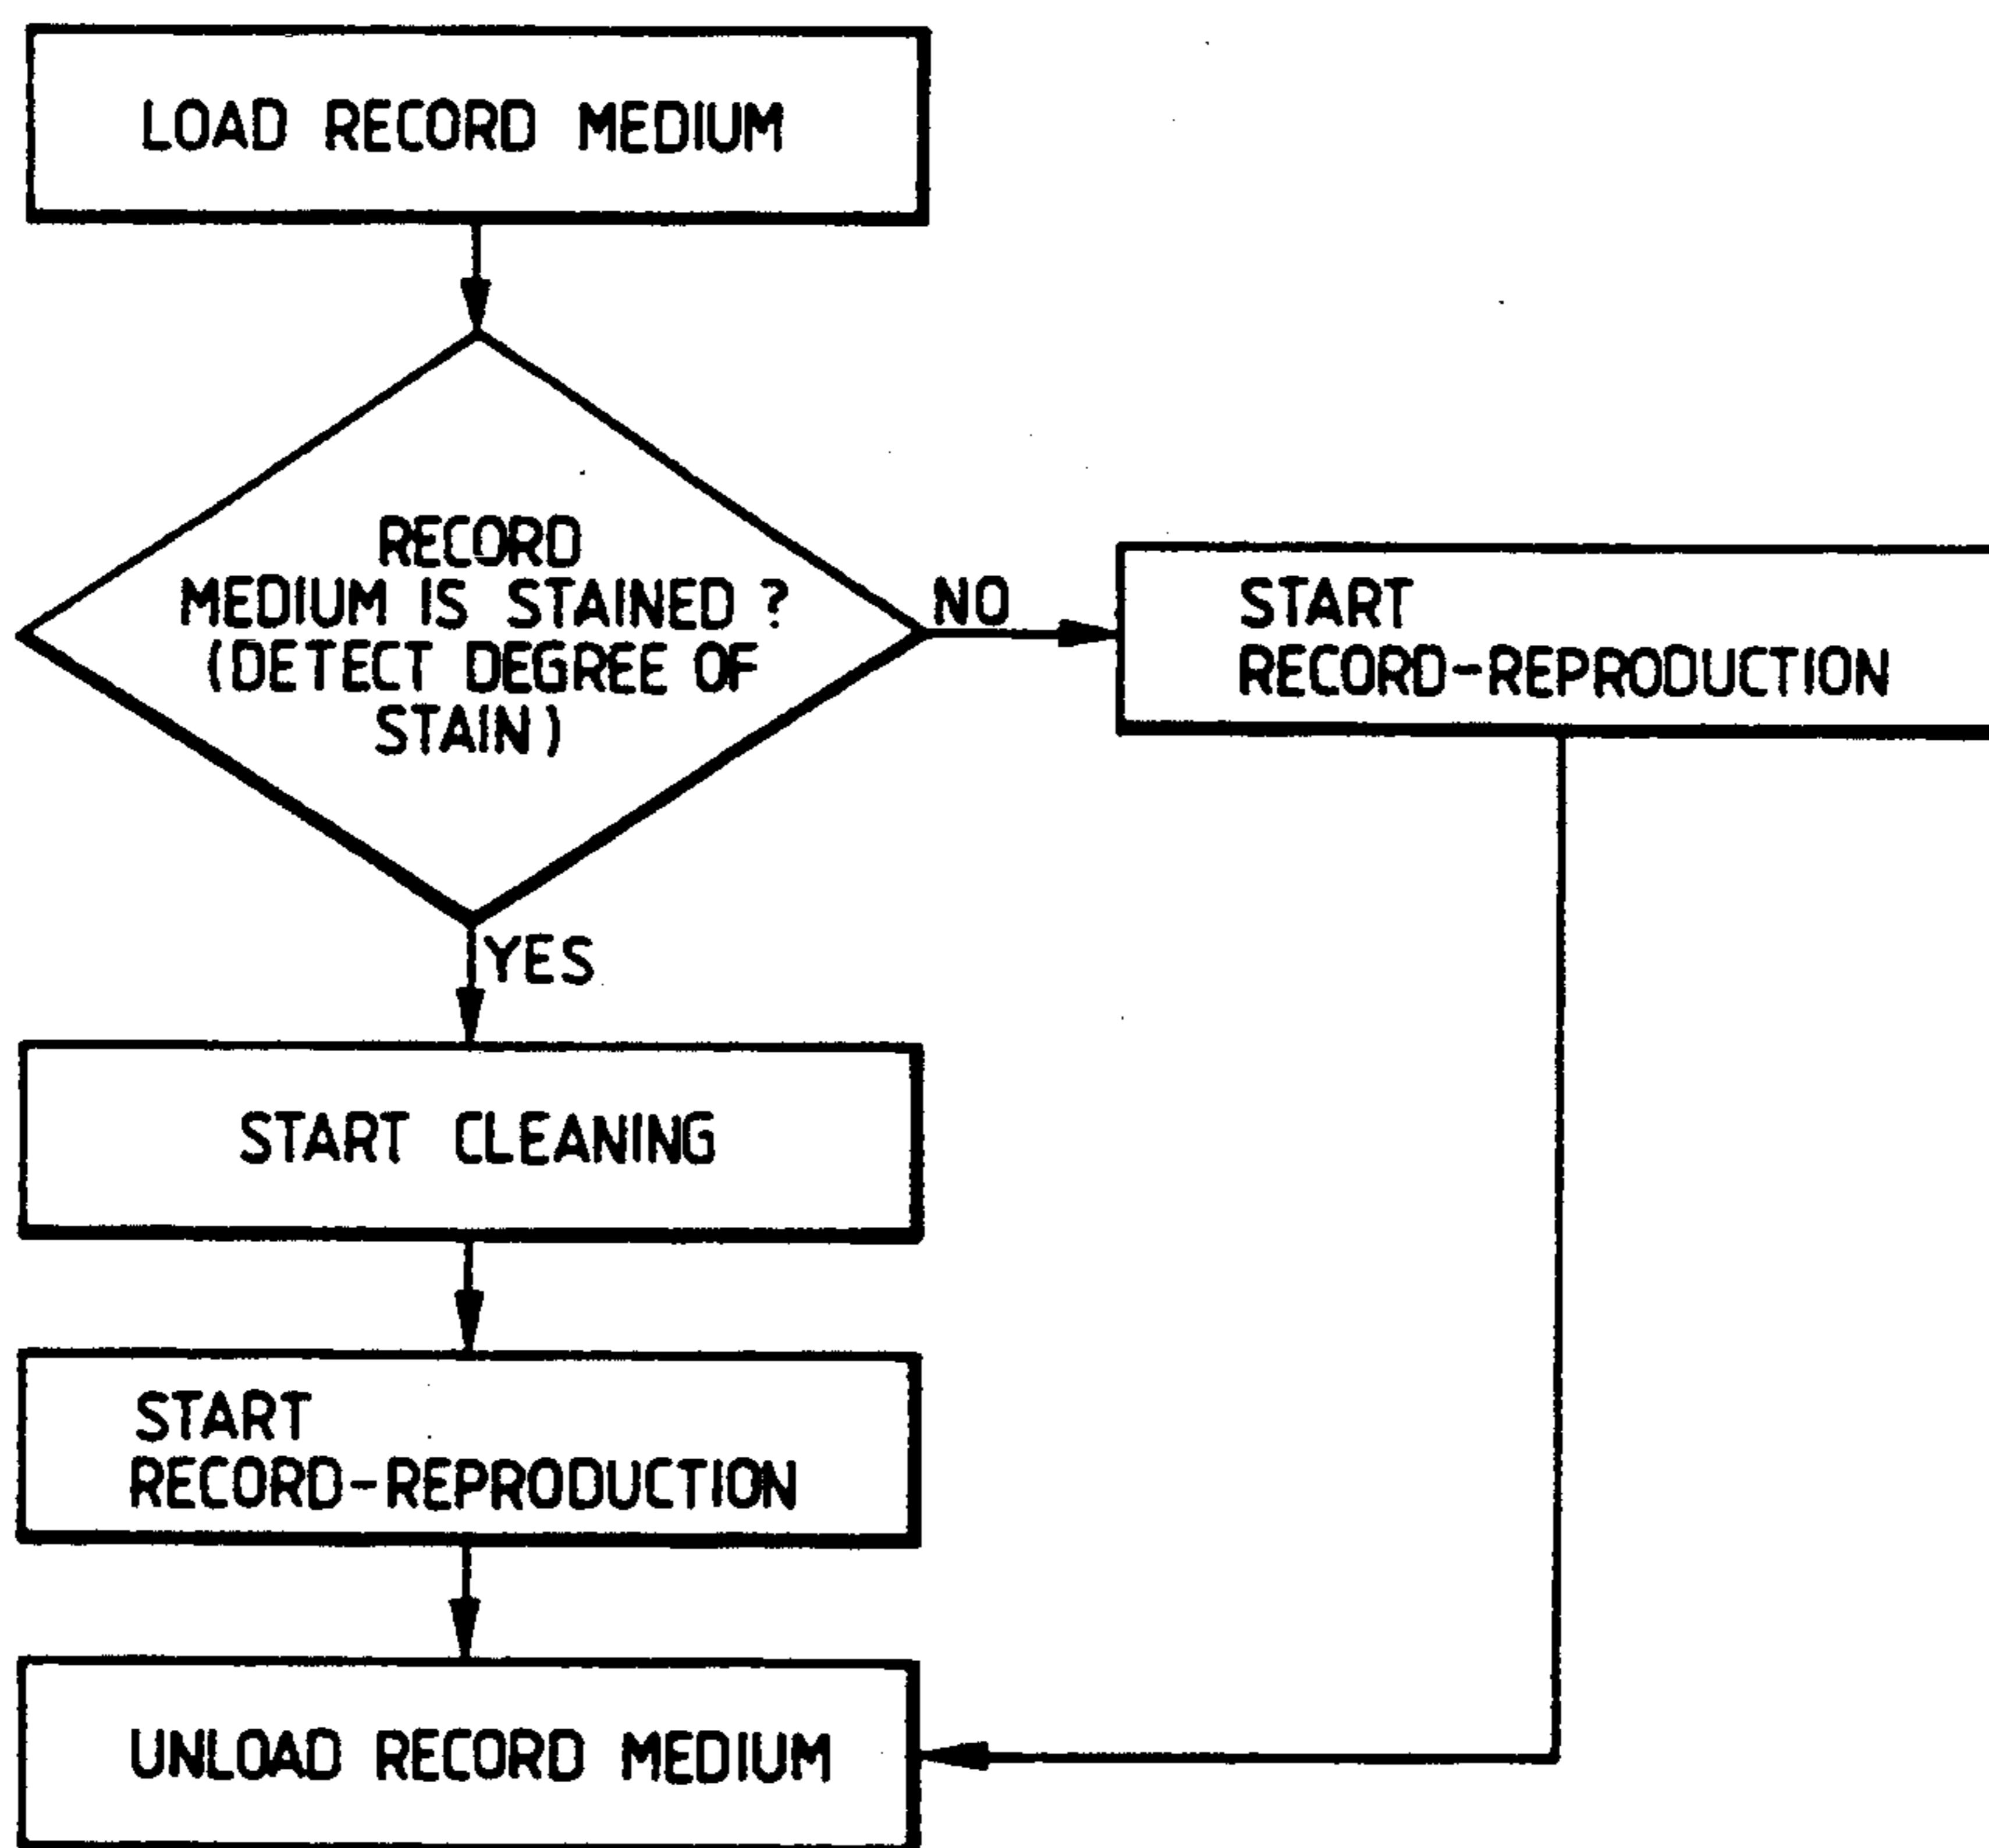 LOAD RECORD MEDIUM
RECORD
MEDIUM IS STAINED ?
(DETECT DEGREE OF
STAIN)
NO
START
RECORD-REPRODUCTION
YES
START CLEANING
START
RECORD-REPRODUCTION
UNLOAD RECORD MEDIUM